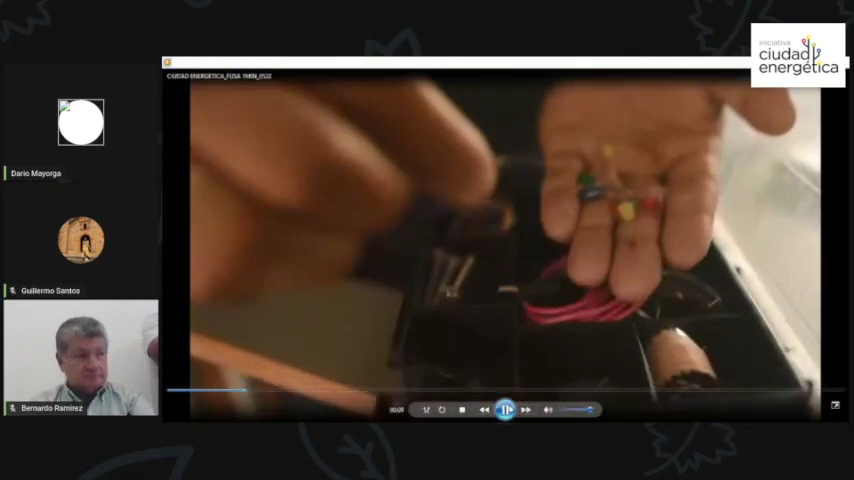 iniciativa
ciudad
energética
CIUDAD ENERGETICA_FUSA 1MIN_0522
Dario Mayorga
Guillermo Santos
Bernardo Ramirez